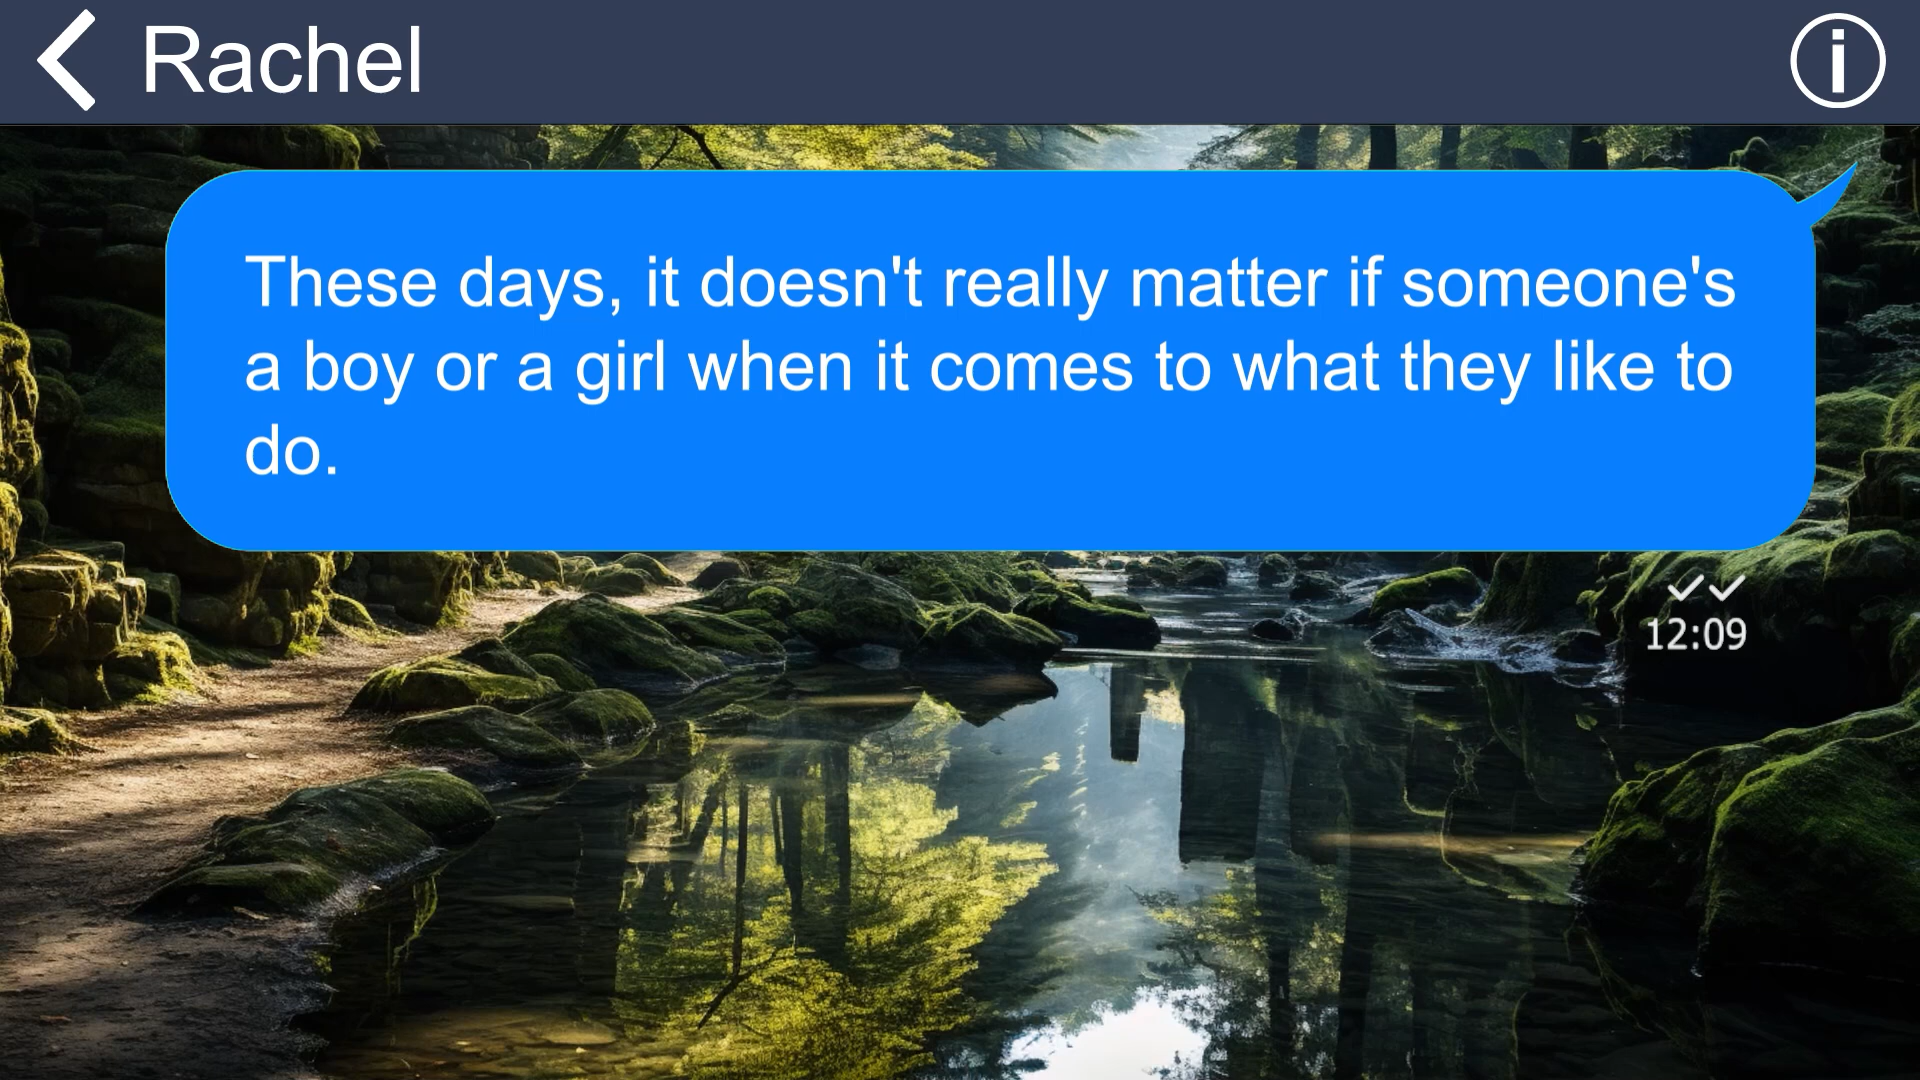 Rachel
These days, it doesn't really matter if someone's
a boy or a girl when it comes to what they like to
do.
12:09